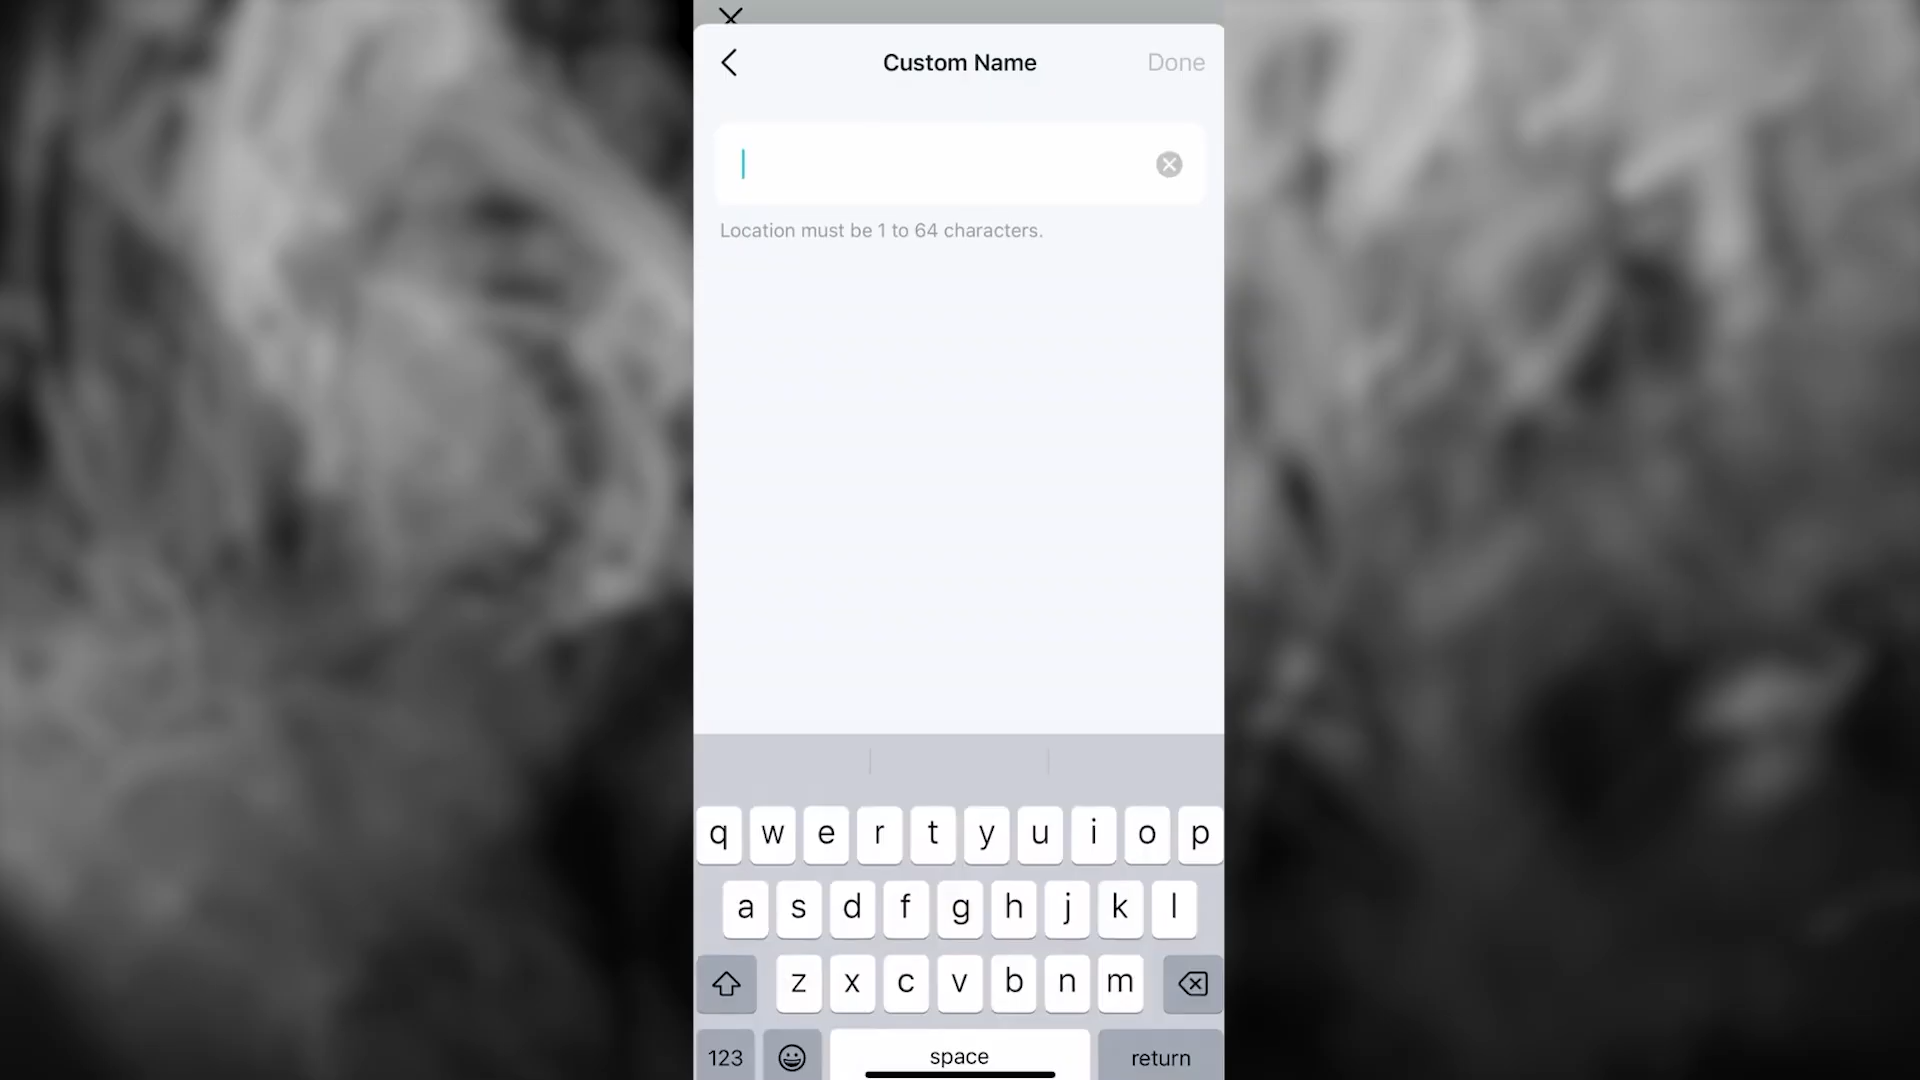 Custom Name
Done
Location must be 1 to 64 characters.
q w e r t y u i o p
a s d f g h j k l
z x c v b n m
123 space return